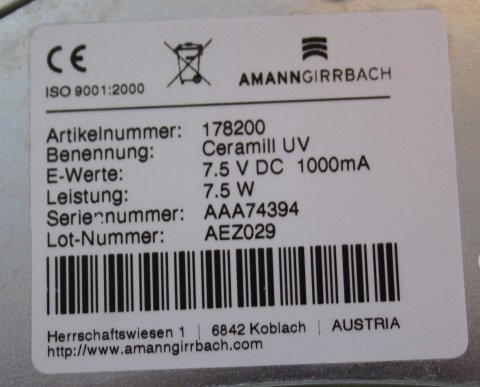 CE
ISO 9001:2000
AMANNGIRRBACH
Artikelnummer: 178200
Benennung: Ceramill UV
E-Werte: 7.5 V DC 1000mA
Leistung: 7.5 W
Seriennummer: AAA74394
Lot-Nummer: AEZ029
Herrschaftswiesen 1 | 6842 Koblach | AUSTRIA
http://www.amanngirrbach.com